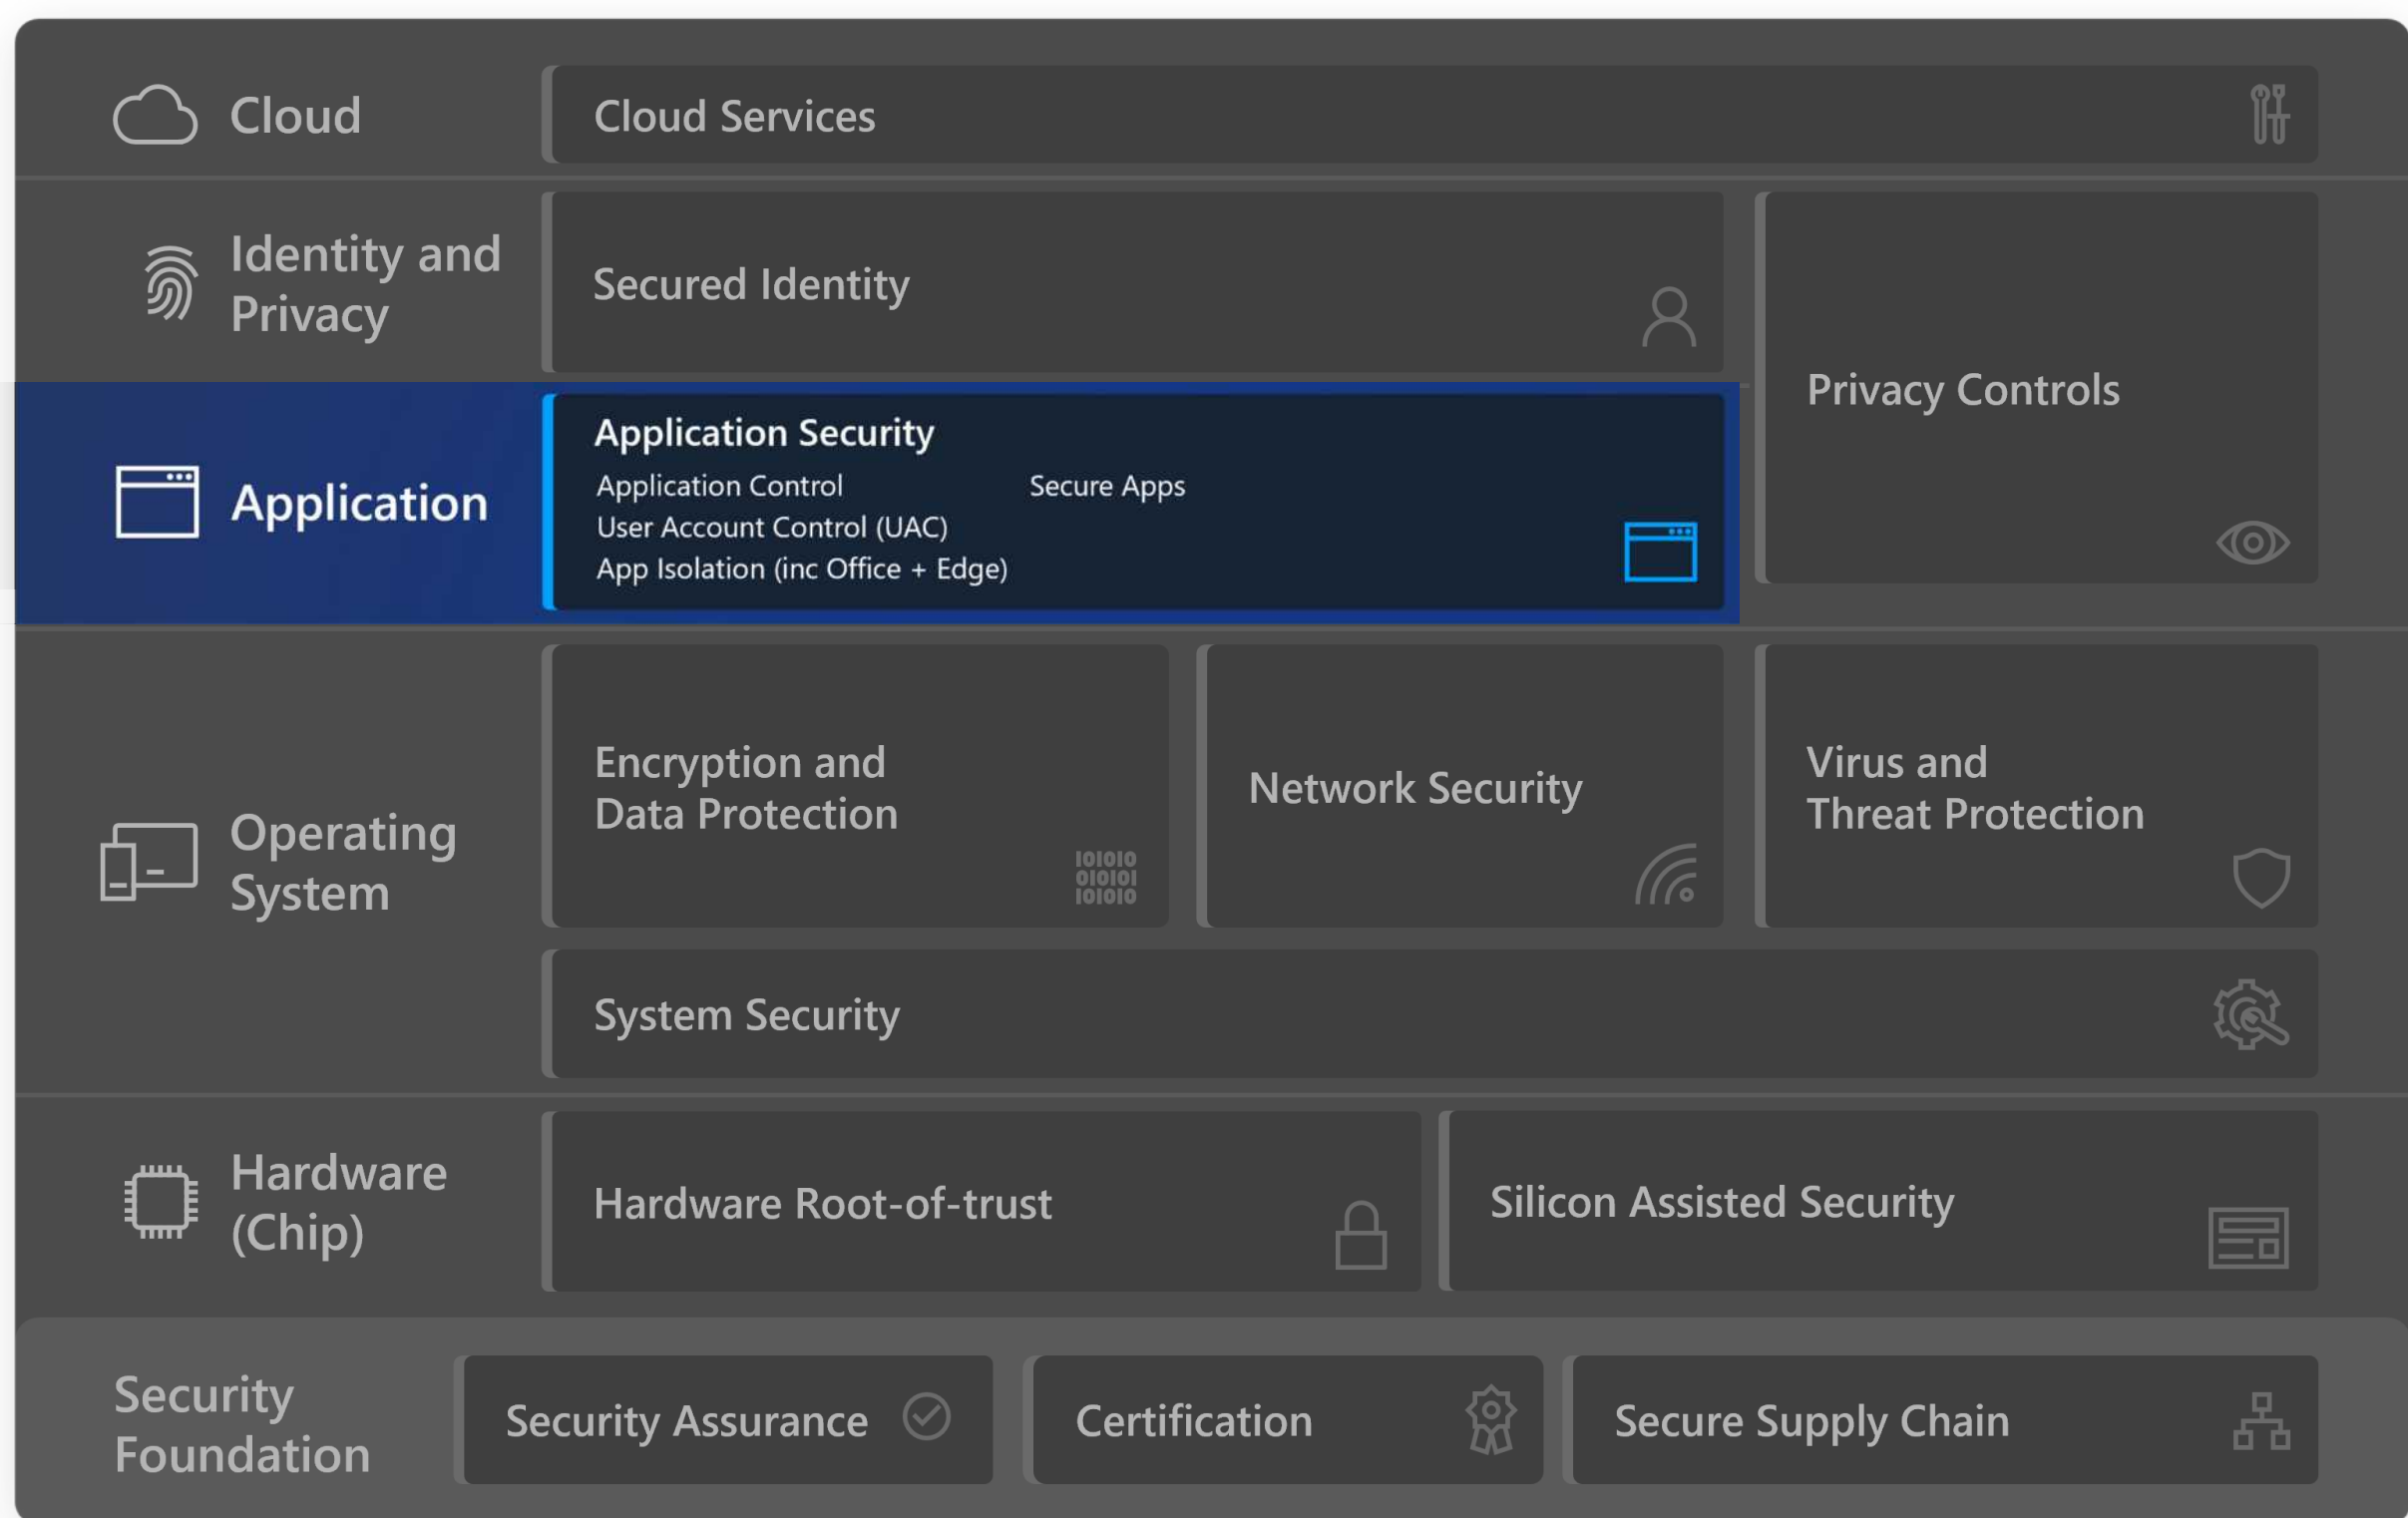 Cloud
Cloud Services
Identity and
Privacy
Secured Identity
Privacy Controls
Application
Application Security
Application Control
Secure Apps
User Account Control (UAC)
App Isolation (inc Office + Edge)
Operating
System
Encryption and
Data Protection
101010
010101
101010
Network Security
Virus and
Threat Protection
System Security
Hardware
(Chip)
Hardware Root-of-trust
Silicon Assisted Security
Security
Foundation
Security Assurance
Certification
Secure Supply Chain